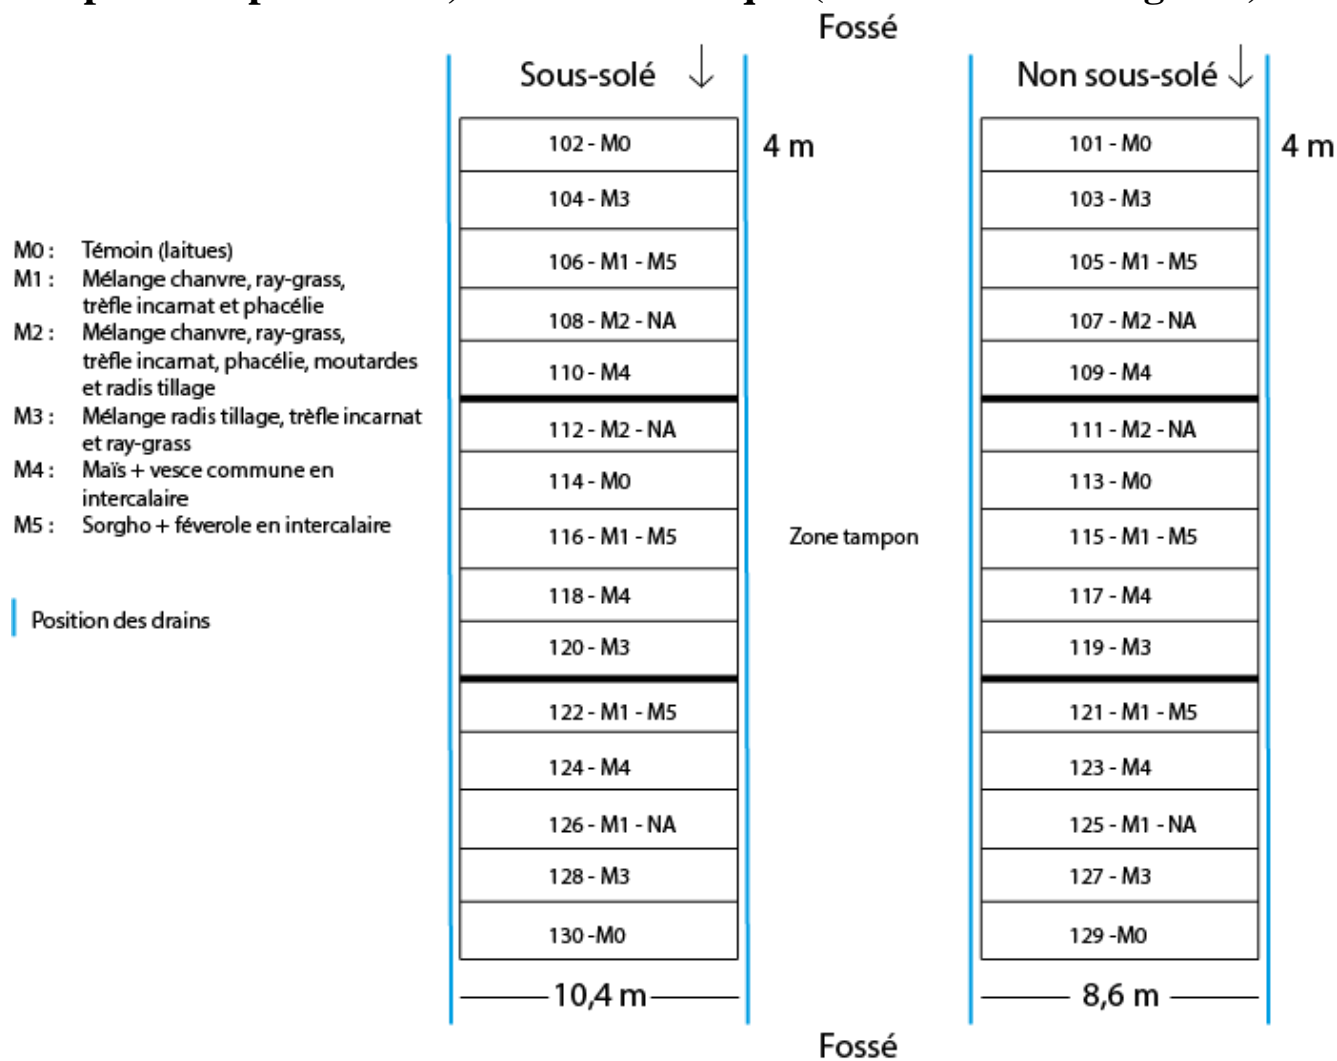 Fossé
Sous-solé
Non sous-solé
102 - M0
4 m
101 - M0
4 m
104 - M3
103 - M3
M0 : Témoin (laitues)
106 - M1 - M5
105 - M1 - M5
M1 : Mélange chanvre, ray-grass,
trèfle incarnat et phacélie
108 - M2 - NA
107 - M2 - NA
M2 : Mélange chanvre, ray-grass,
trèfle incarnat, phacélie, moutardes
et radis tillage
110 - M4
109 - M4
M3 : Mélange radis tillage, trèfle incarnat
et ray-grass
112 - M2 - NA
111 - M2 - NA
M4 : Maïs + vesce commune en
intercalaire
114 - M0
113 - M0
M5 : Sorgho + féverole en intercalaire
116 - M1 - M5
Zone tampon
115 - M1 - M5
118 - M4
117 - M4
Position des drains
120 - M3
119 - M3
122 - M1 - M5
121 - M1 - M5
124 - M4
123 - M4
126 - M1 - NA
125 - M1 - NA
128 - M3
127 - M3
130 -M0
129 -M0
10,4 m
8,6 m
Fossé